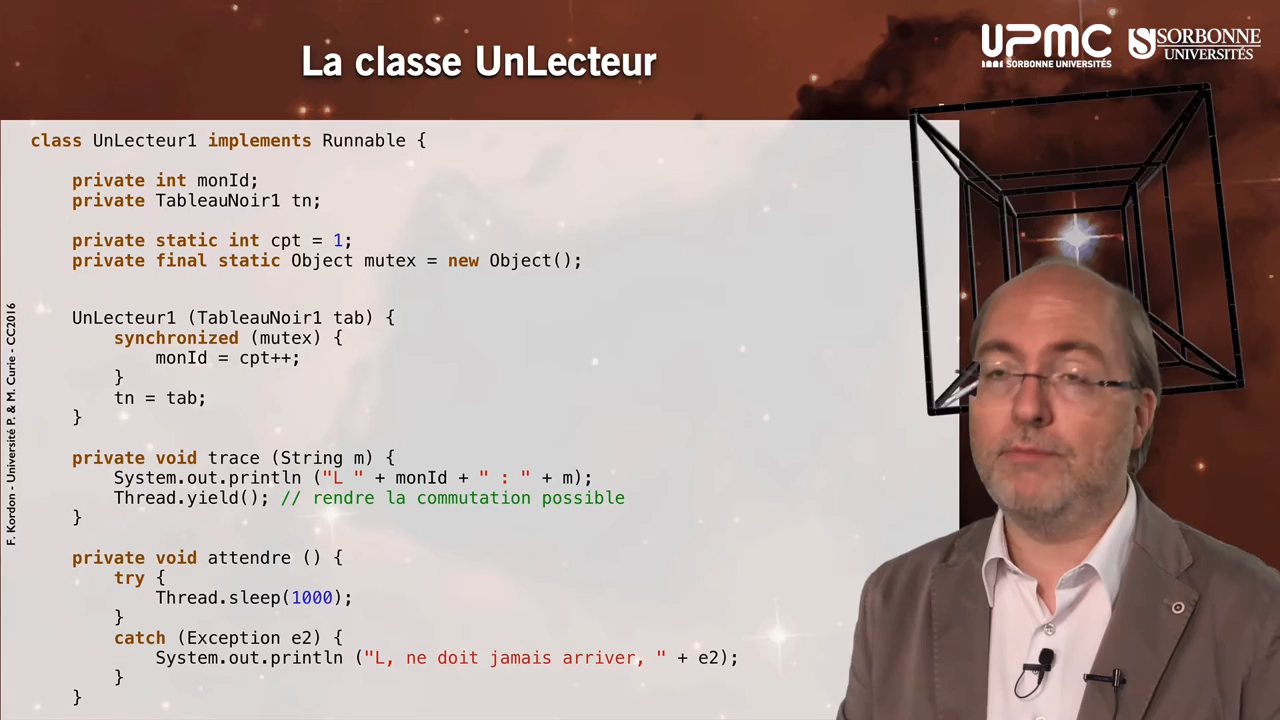 La classe UnLecteur
UPMC
SORBONNE UNIVERSITÉS
SORBONNE
UNIVERSITÉS
class UnLecteur1 implements Runnable {
private int monId;
private TableauNoir1 tn;
private static int cpt = 1;
private final static Object mutex = new Object();
UnLecteur1 (TableauNoir1 tab) {
synchronized (mutex) {
monId = cpt++;
}
tn = tab;
}
private void trace (String m) {
System.out.println ("L " + monId + " : " + m);
Thread.yield(); // rendre la commutation possible
}
private void attendre () {
try {
Thread.sleep(1000);
}
catch (Exception e2) {
System.out.println ("L, ne doit jamais arriver, " + e2);
}
}
F. Kordon - Université P. & M. Curie - CC2016